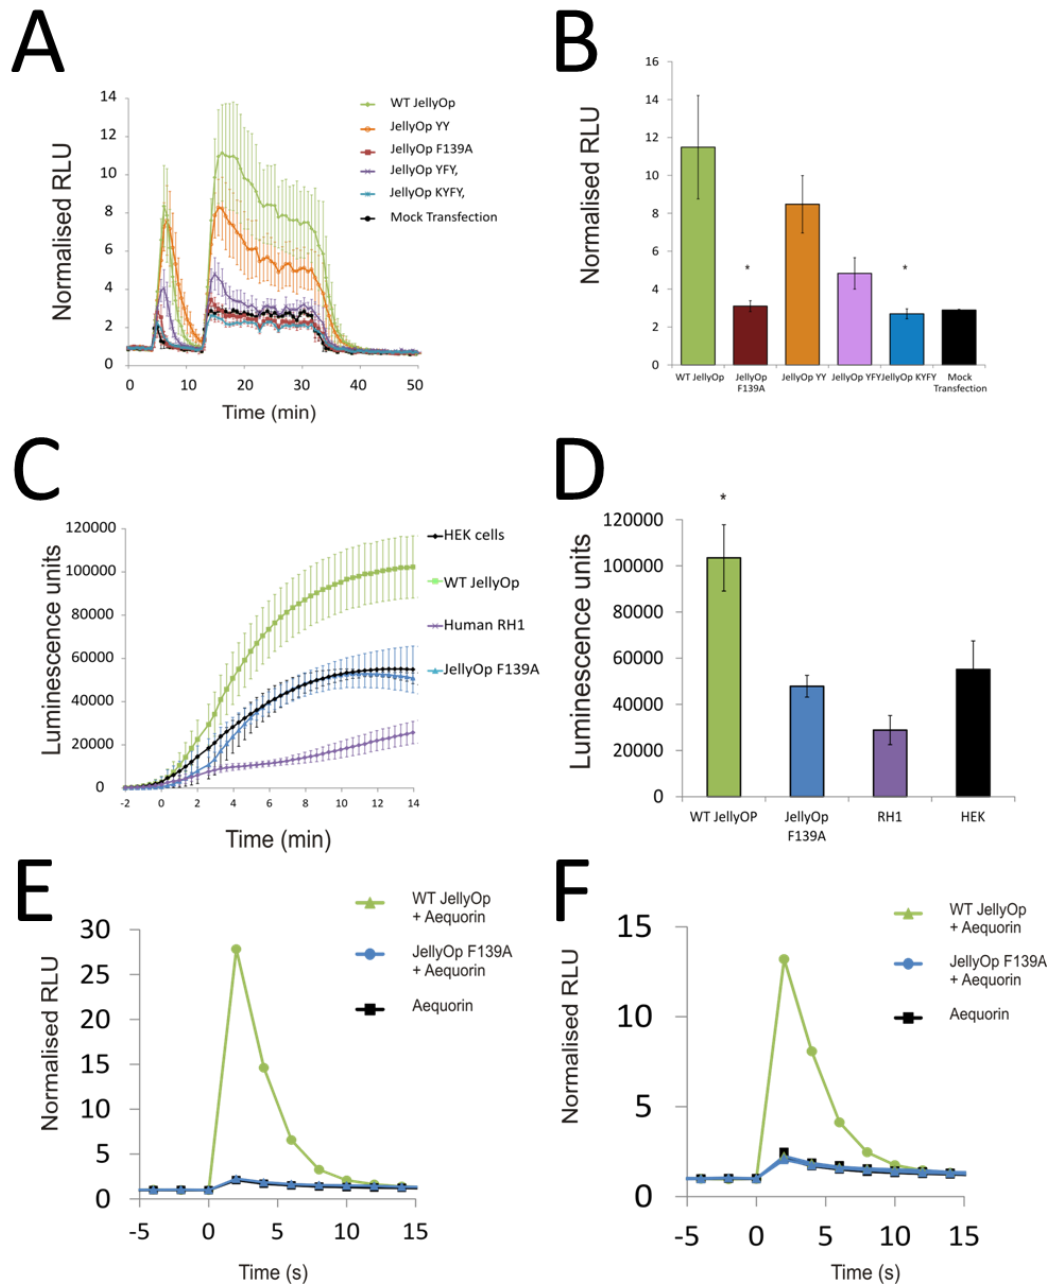 A
Normalised RLU
14
12
10
8
6
4
2
0
0 10 20 30 40 50
Time (min)
WT JellyOp
JellyOp YY
JellyOp F139A
JellyOp YFY,
JellyOp KYFY,
Mock Transfection
B
Normalised RLU
16
14
12
10
8
6
4
2
0
*
*
WT JellyOp
JellyOp
F139A
JellyOp YY
JellyOp YFY
JellyOp KYFY
Mock
Transfection
C
Luminescence units
120000
100000
80000
60000
40000
20000
0
-2 0 2 4 6 8 10 12 14
Time (min)
HEK cells
WT JellyOp
Human RH1
JellyOp F139A
D
Luminescence units
120000
100000
80000
60000
40000
20000
0
*
WT JellyOP
JellyOp
F139A
RH1
HEK
E
Normalised RLU
30
25
20
15
10
5
0
-5 0 5 10 15
Time (s)
WT JellyOp
+ Aequorin
JellyOp F139A
+ Aequorin
Aequorin
F
Normalised RLU
15
10
5
0
-5 0 5 10 15
Time (s)
WT JellyOp
+ Aequorin
JellyOp F139A
+ Aequorin
Aequorin